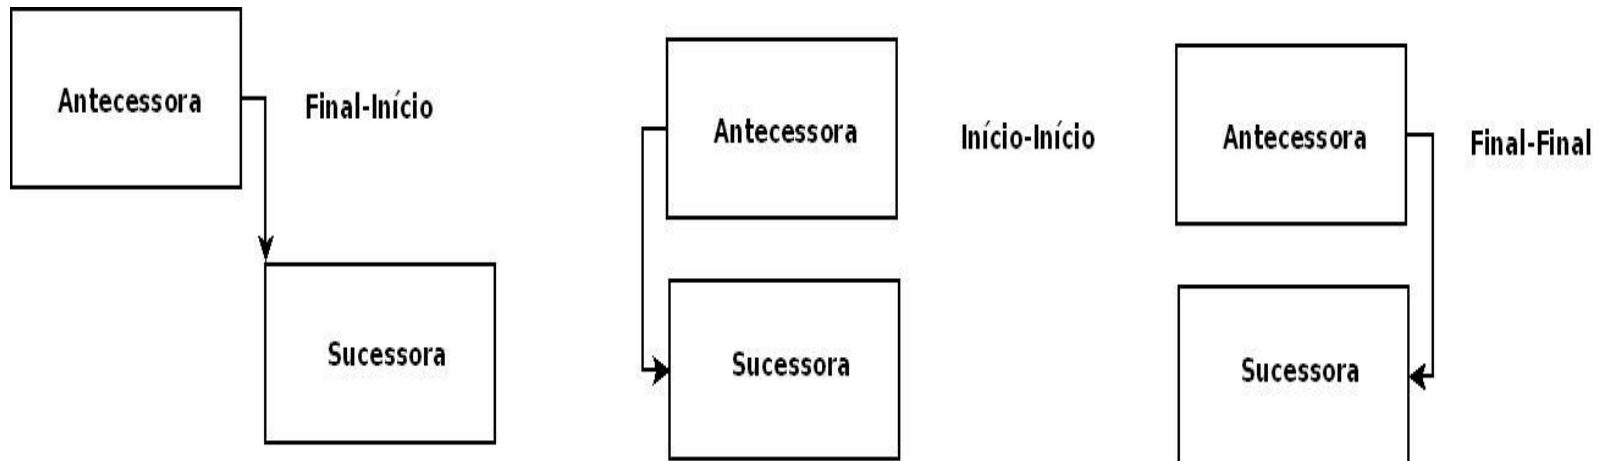 Antecessora
Final-Início
Sucessora
Antecessora
Início-Início
Sucessora
Antecessora
Final-Final
Sucessora